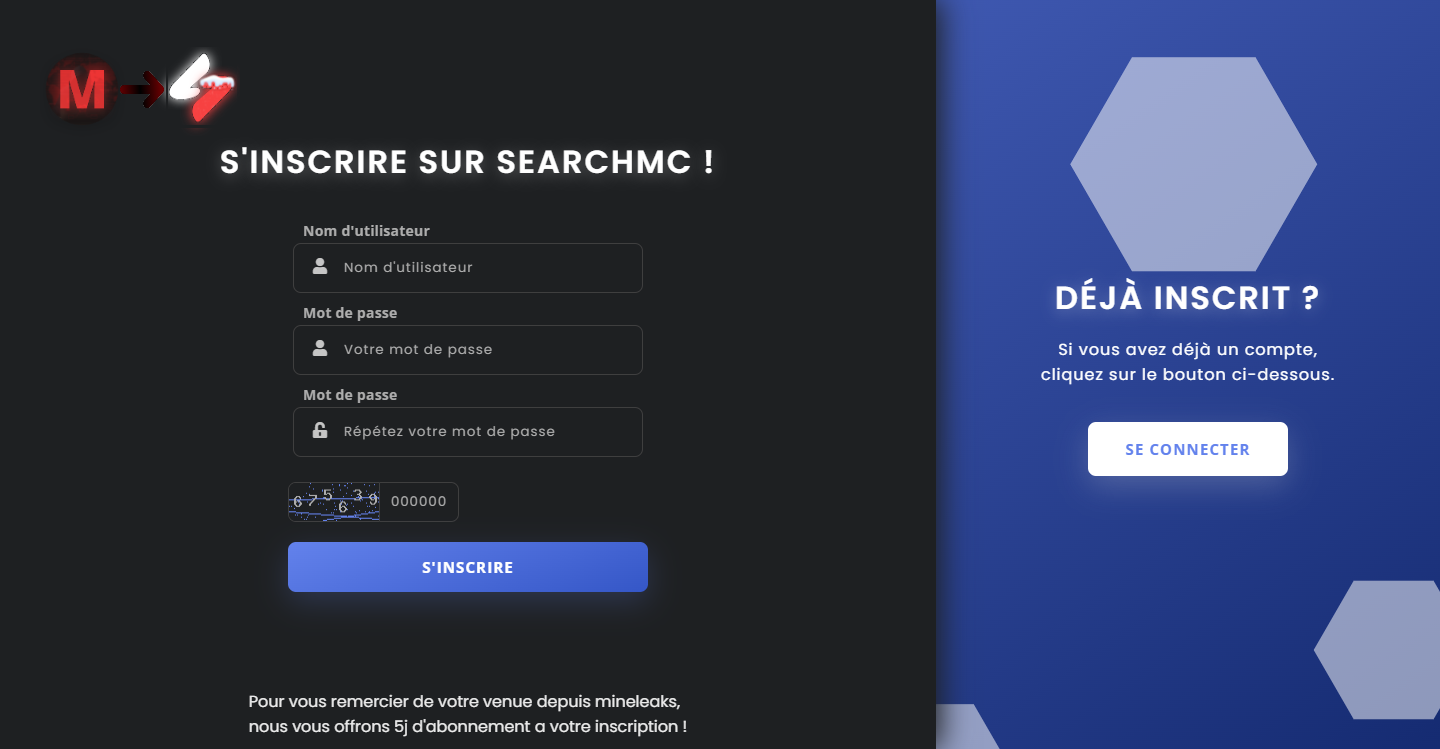 M
S'INSCRIRE SUR SEARCHMC !
Nom d'utilisateur
Nom d'utilisateur
Mot de passe
Votre mot de passe
Mot de passe
Répétez votre mot de passe
675639 000000
S'INSCRIRE
Pour vous remercier de votre venue depuis mineleaks,
nous vous offrons 5j d'abonnement a votre inscription !
DÉJÀ INSCRIT ?
Si vous avez déjà un compte,
cliquez sur le bouton ci-dessous.
SE CONNECTER